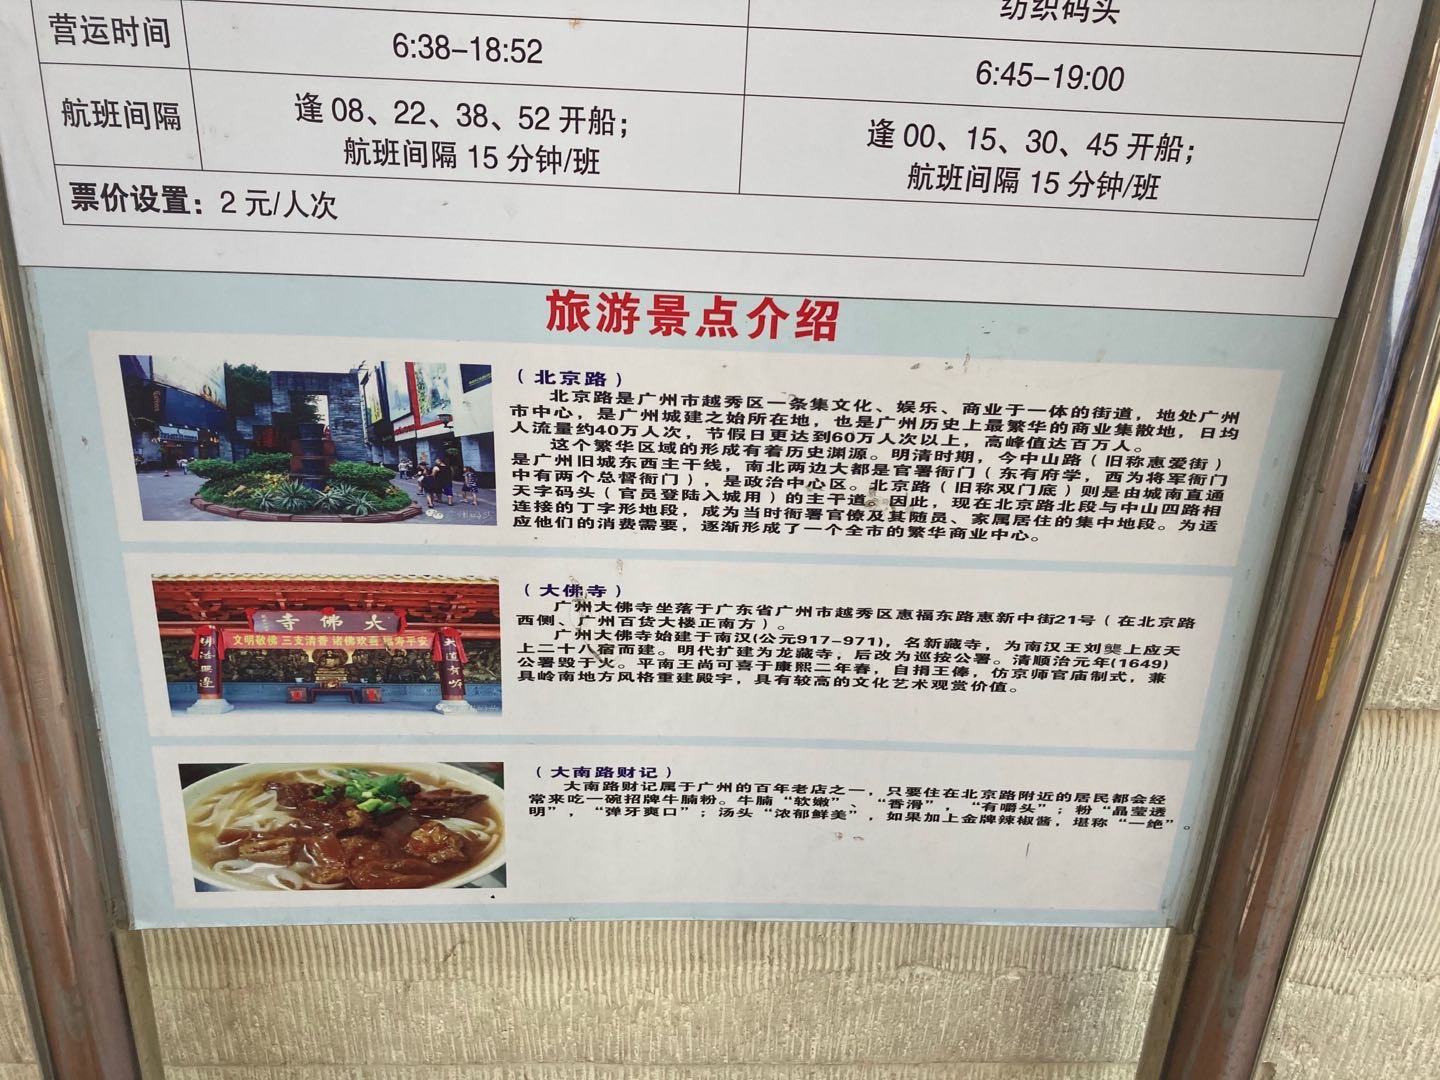 纺织码头
营运时间
6:38-18:52
6:45-19:00
航班间隔
逢 08、22、38、52 开船；
航班间隔 15 分钟/班
逢 00、15、30、45 开船；
航班间隔 15 分钟/班
票价设置：2 元/人次
旅游景点介绍
（北京路）
北京路是广州市越秀区一条集文化、娱乐、商业于一体的街道，地处广州
市中心，是广州城建之始所在地，也是广州历史上最繁华的商业集散地，日均
人流量约40万人次，节假日更达到60万人次以上，高峰值达百万人。
这个繁华区域的形成有着历史渊源。明清时期，今中山路（旧称惠爱街）
是广州旧城东西主干线，南北两边大都是官署衙门（东有府学，西为将军衙门
中有两个总督衙门），是政治中心区。北京路（旧称双门底）则是由城南直通
天字码头（官员登陆入城用）的主干道。因此，现在北京路北段与中山四路相
连接的丁字形地段，成为当时衙署官僚及其随员、家属居住的集中地段。为适
应他们的消费需要，逐渐形成了一个全市的繁华商业中心。
大佛寺
文明敬佛 三支清香 诸佛欢喜 福寿平安
（大佛寺）
广州大佛寺坐落于广东省广州市越秀区惠福东路惠新中街21号（在北京路
西侧、广州百货大楼正南方）。
广州大佛寺始建于南汉(公元917-971)，名新藏寺，为南汉王刘䶮上应天
上二十八宿而建。明代扩建为龙藏寺，后改为巡按公署。清顺治元年(1649)
公署毁于火。平南王尚可喜于康熙二年春，自捐王俸，仿京师官庙制式，兼
具岭南地方风格重建殿宇，具有较高的文化艺术观赏价值。
（大南路财记）
大南路财记属于广州的百年老店之一，只要住在北京路附近的居民都会经
常来吃一碗招牌牛腩粉。牛腩“软嫩”、“香滑”，“有嚼头”；粉“晶莹透
明”，“弹牙爽口”；汤头“浓郁鲜美”，如果加上金牌辣椒酱，堪称“一绝”。